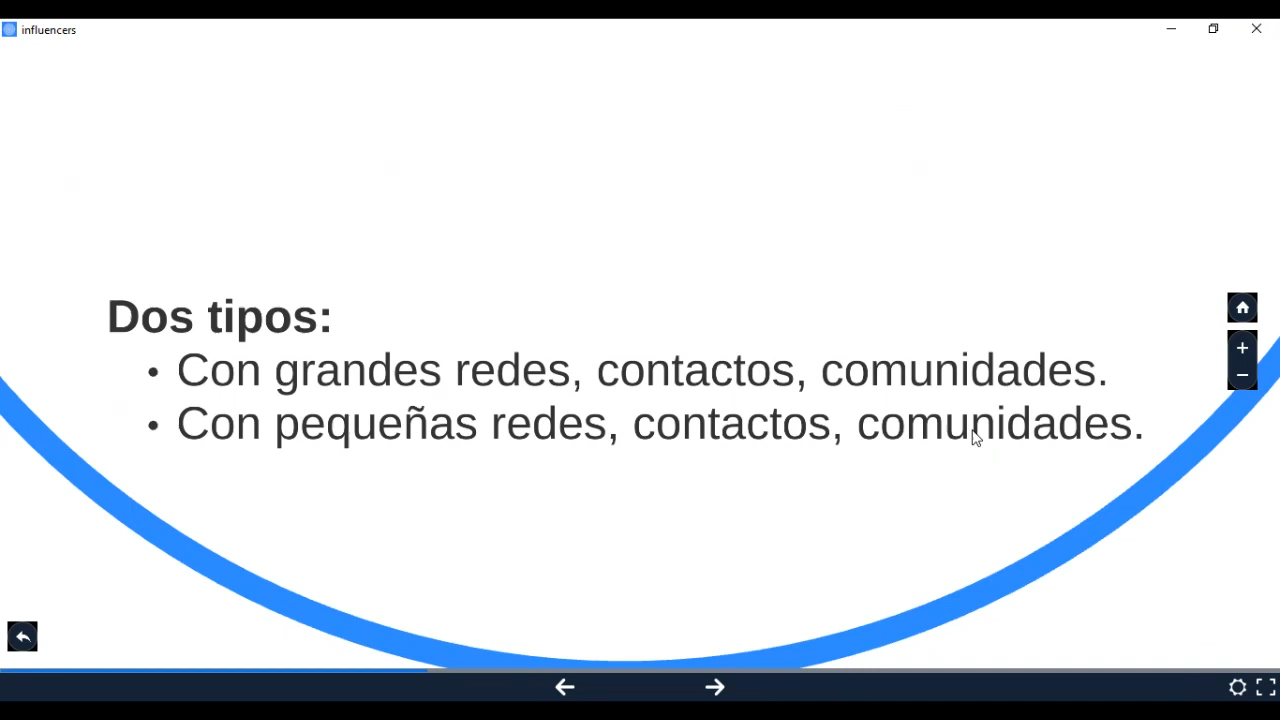 influencers
Dos tipos:
• Con grandes redes, contactos, comunidades.
• Con pequeñas redes, contactos, comunidades.